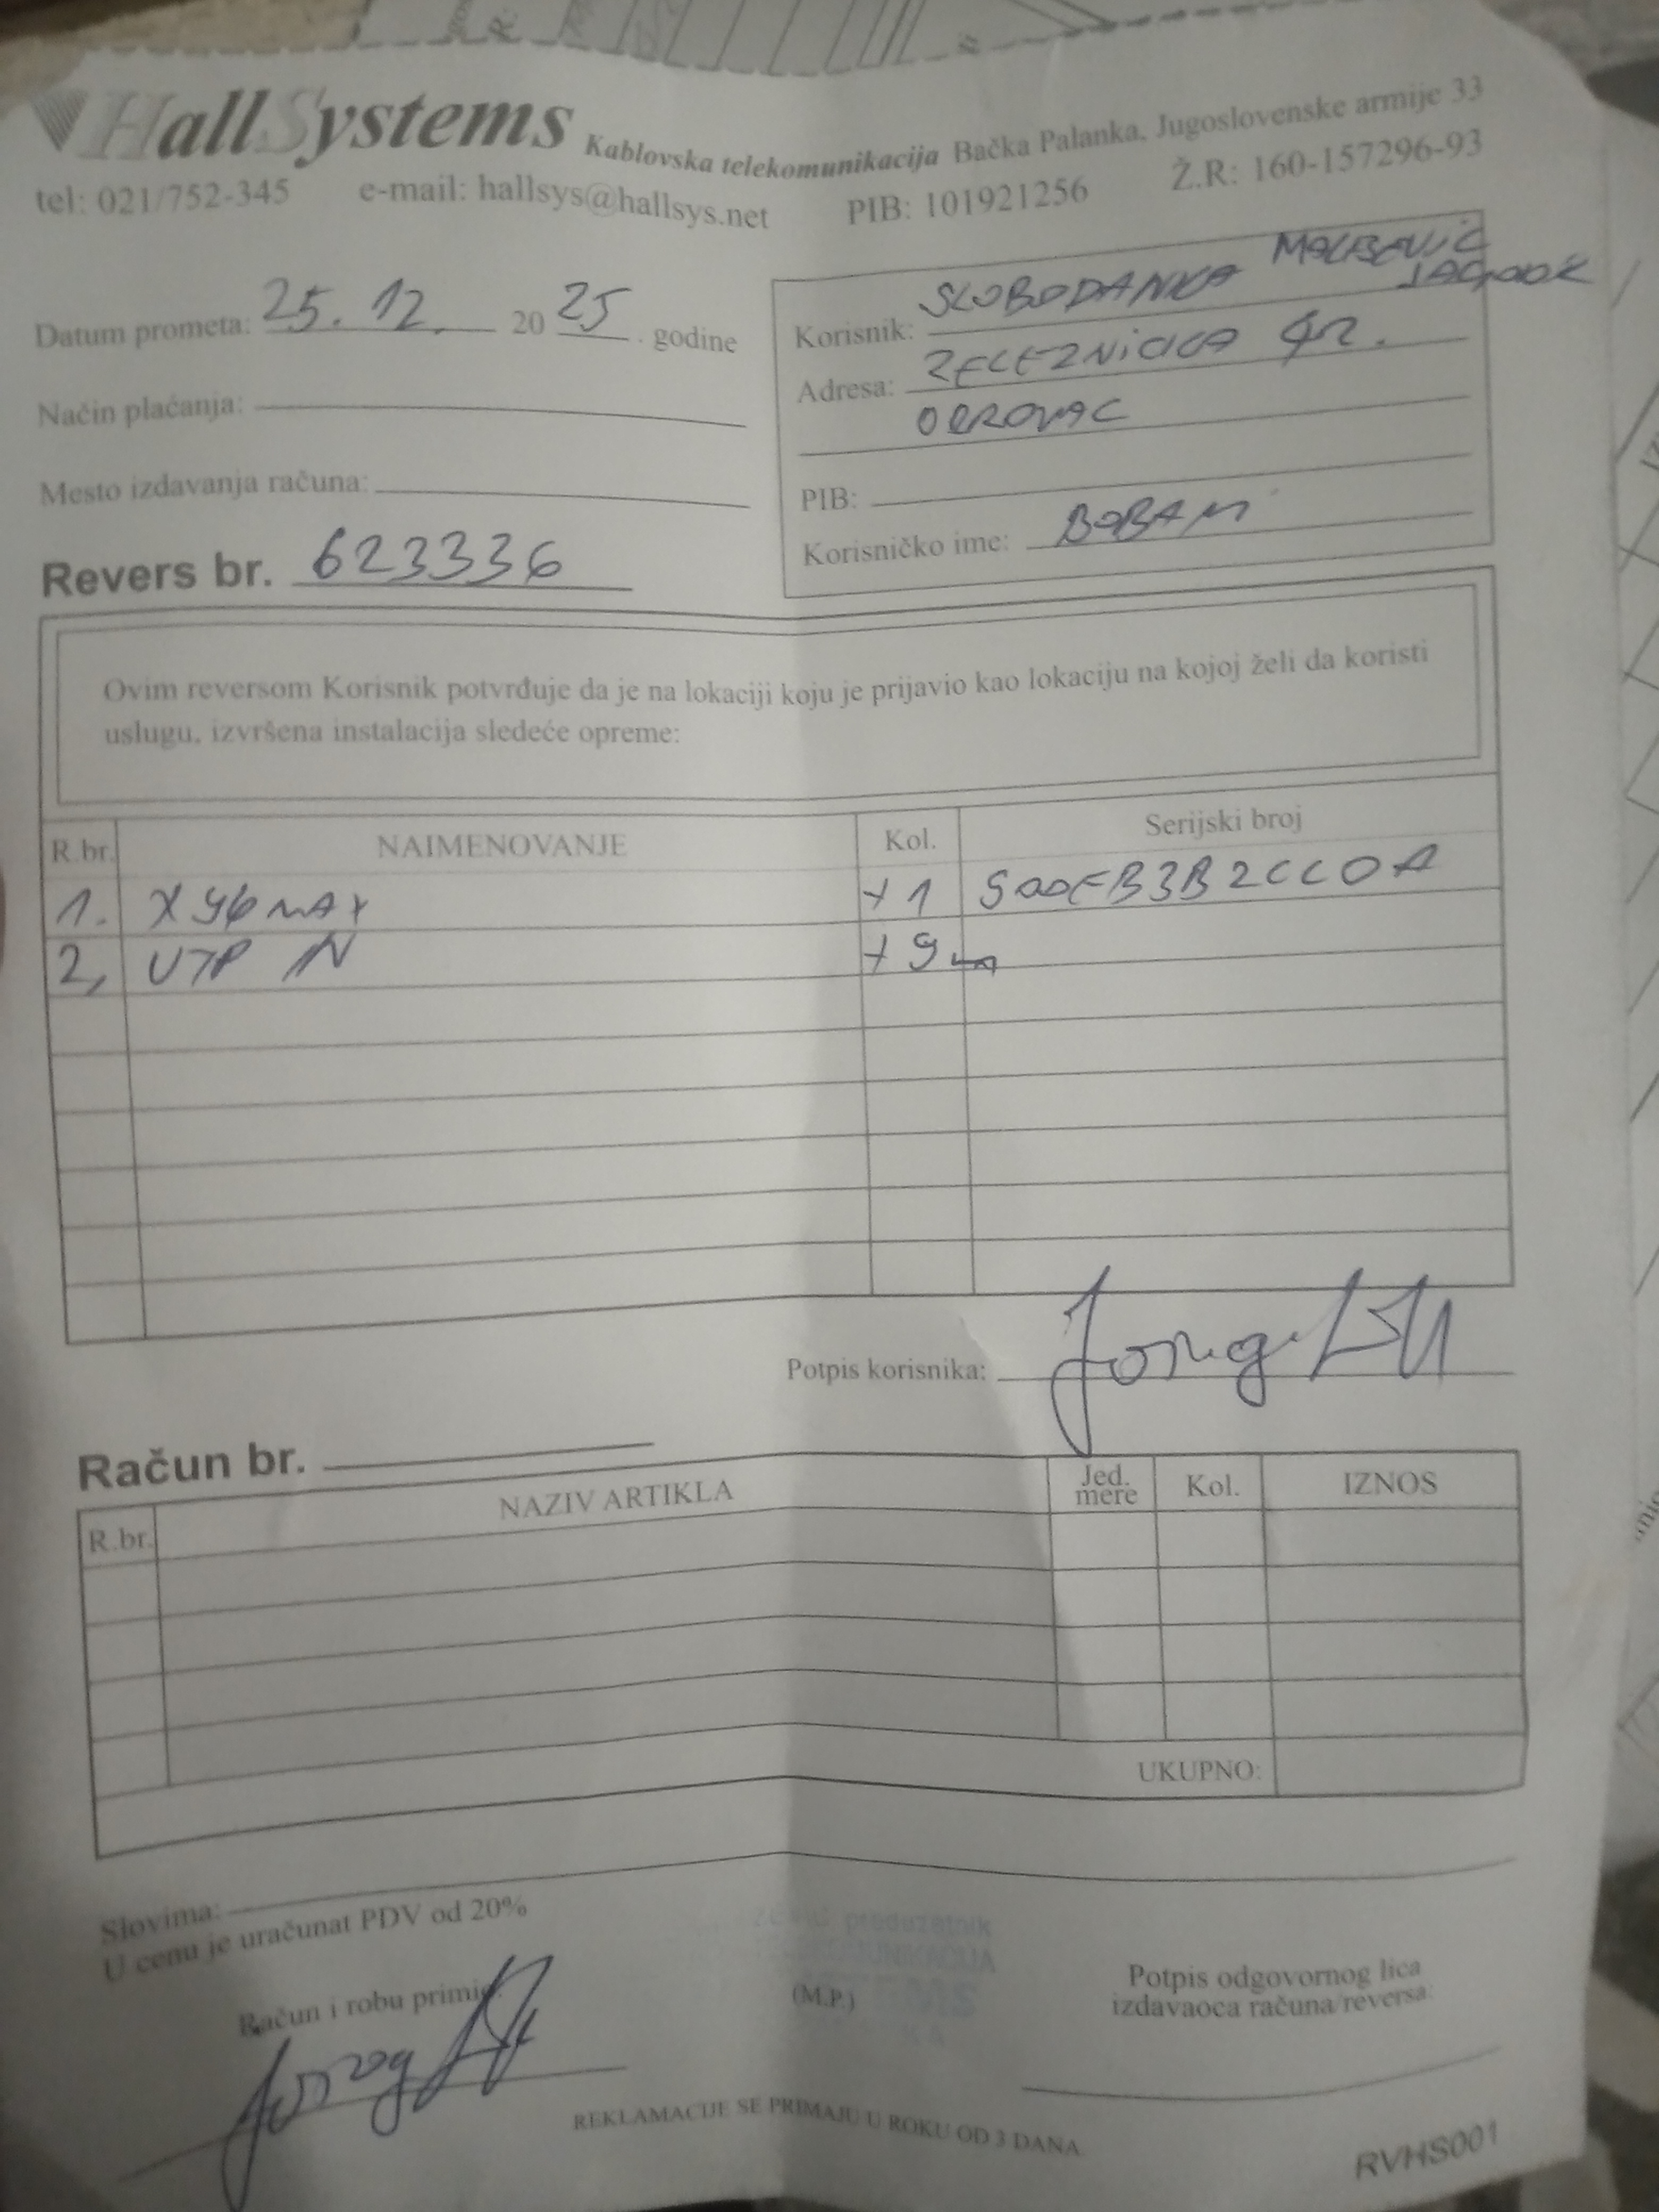 HallSystems Kablovska telekomunikacija Bačka Palanka, Jugoslovenske armije 33
tel: 021/752-345 e-mail: hallsys@hallsys.net PIB: 101921256 Ž.R: 160-157296-93
Datum prometa: 25. 12. 2025. godine
Način plaćanja:
Mesto izdavanja računa:
Revers br. 623336
Korisnik: SLOBODANKA
Adresa: ŽELEZNIČKA
OBROVAC
PIB:
Korisničko ime: BOBAM
Ovim reversom Korisnik potvrđuje da je na lokaciji koju je prijavio kao lokaciju na kojoj želi da koristi
uslugu, izvršena instalacija sledeće opreme:
R.br. NAIMENOVANJE Kol. Serijski broj
1. X96 MAX +1
2, UTP N +9m
Potpis korisnika:
Račun br.
R.br. NAZIV ARTIKLA Jed. mere Kol. IZNOS
UKUPNO:
Slovima:
U cenu je uračunat PDV od 20%
Račun i robu primio
(M.P.)
Potpis odgovornog lica
izdavaoca računa/reversa:
REKLAMACIJE SE PRIMAJU U ROKU OD 3 DANA.
RVHS001